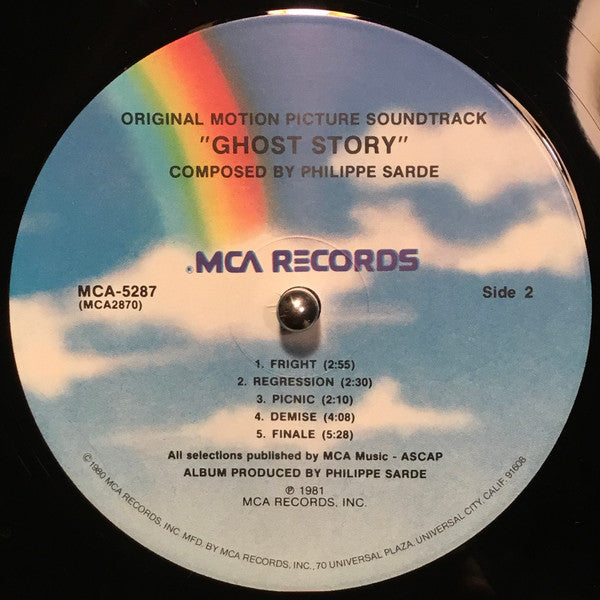 ORIGINAL MOTION PICTURE SOUNDTRACK
"GHOST STORY"
COMPOSED BY PHILIPPE SARDE
MCA RECORDS
MCA-5287
(MCA2870)
Side 2
1. FRIGHT (2:55)
2. REGRESSION (2:30)
3. PICNIC (2:10)
4. DEMISE (4:08)
5. FINALE (5:28)
All selections published by MCA Music - ASCAP
ALBUM PRODUCED BY PHILIPPE SARDE
℗ 1981
MCA RECORDS, INC.
©1980 MCA RECORDS, INC MFD. BY MCA RECORDS, INC., 70 UNIVERSAL PLAZA, UNIVERSAL CITY, CALIF. 91608